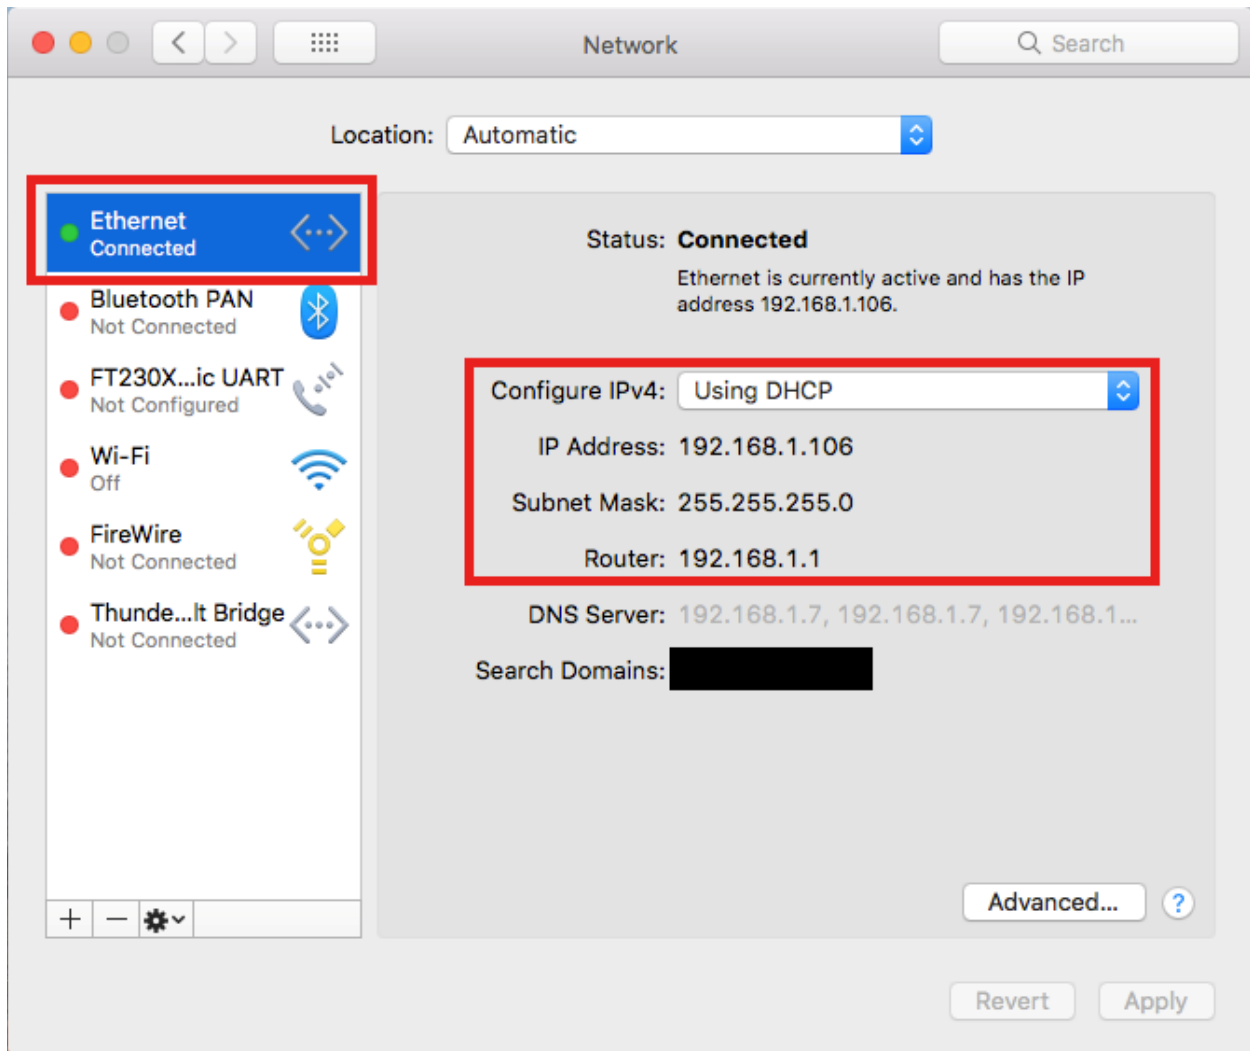 Network
Search
Location: Automatic
Ethernet
Connected
Bluetooth PAN
Not Connected
FT230X...ic UART
Not Configured
Wi-Fi
Off
FireWire
Not Connected
Thunde...lt Bridge
Not Connected
Status: Connected
Ethernet is currently active and has the IP
address 192.168.1.106.
Configure IPv4: Using DHCP
IP Address: 192.168.1.106
Subnet Mask: 255.255.255.0
Router: 192.168.1.1
DNS Server: 192.168.1.7, 192.168.1.7, 192.168.1...
Search Domains:
Advanced... ?
Revert Apply